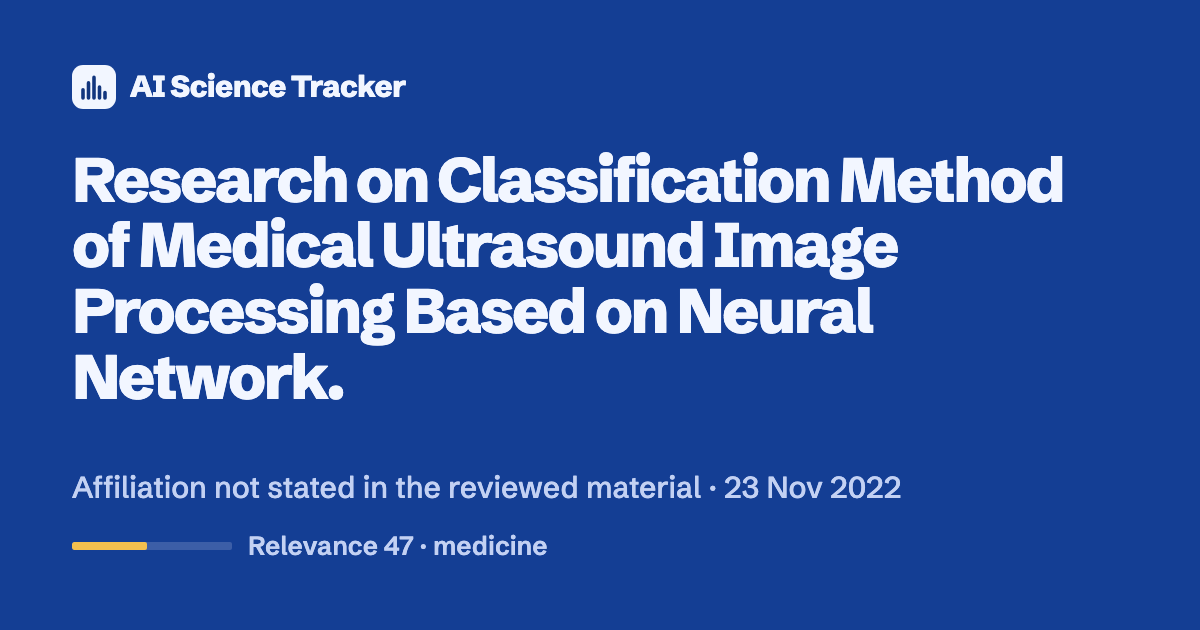 AI Science Tracker
Research on Classification Method
of Medical Ultrasound Image
Processing Based on Neural
Network.
Affiliation not stated in the reviewed material · 23 Nov 2022
Relevance 47 · medicine